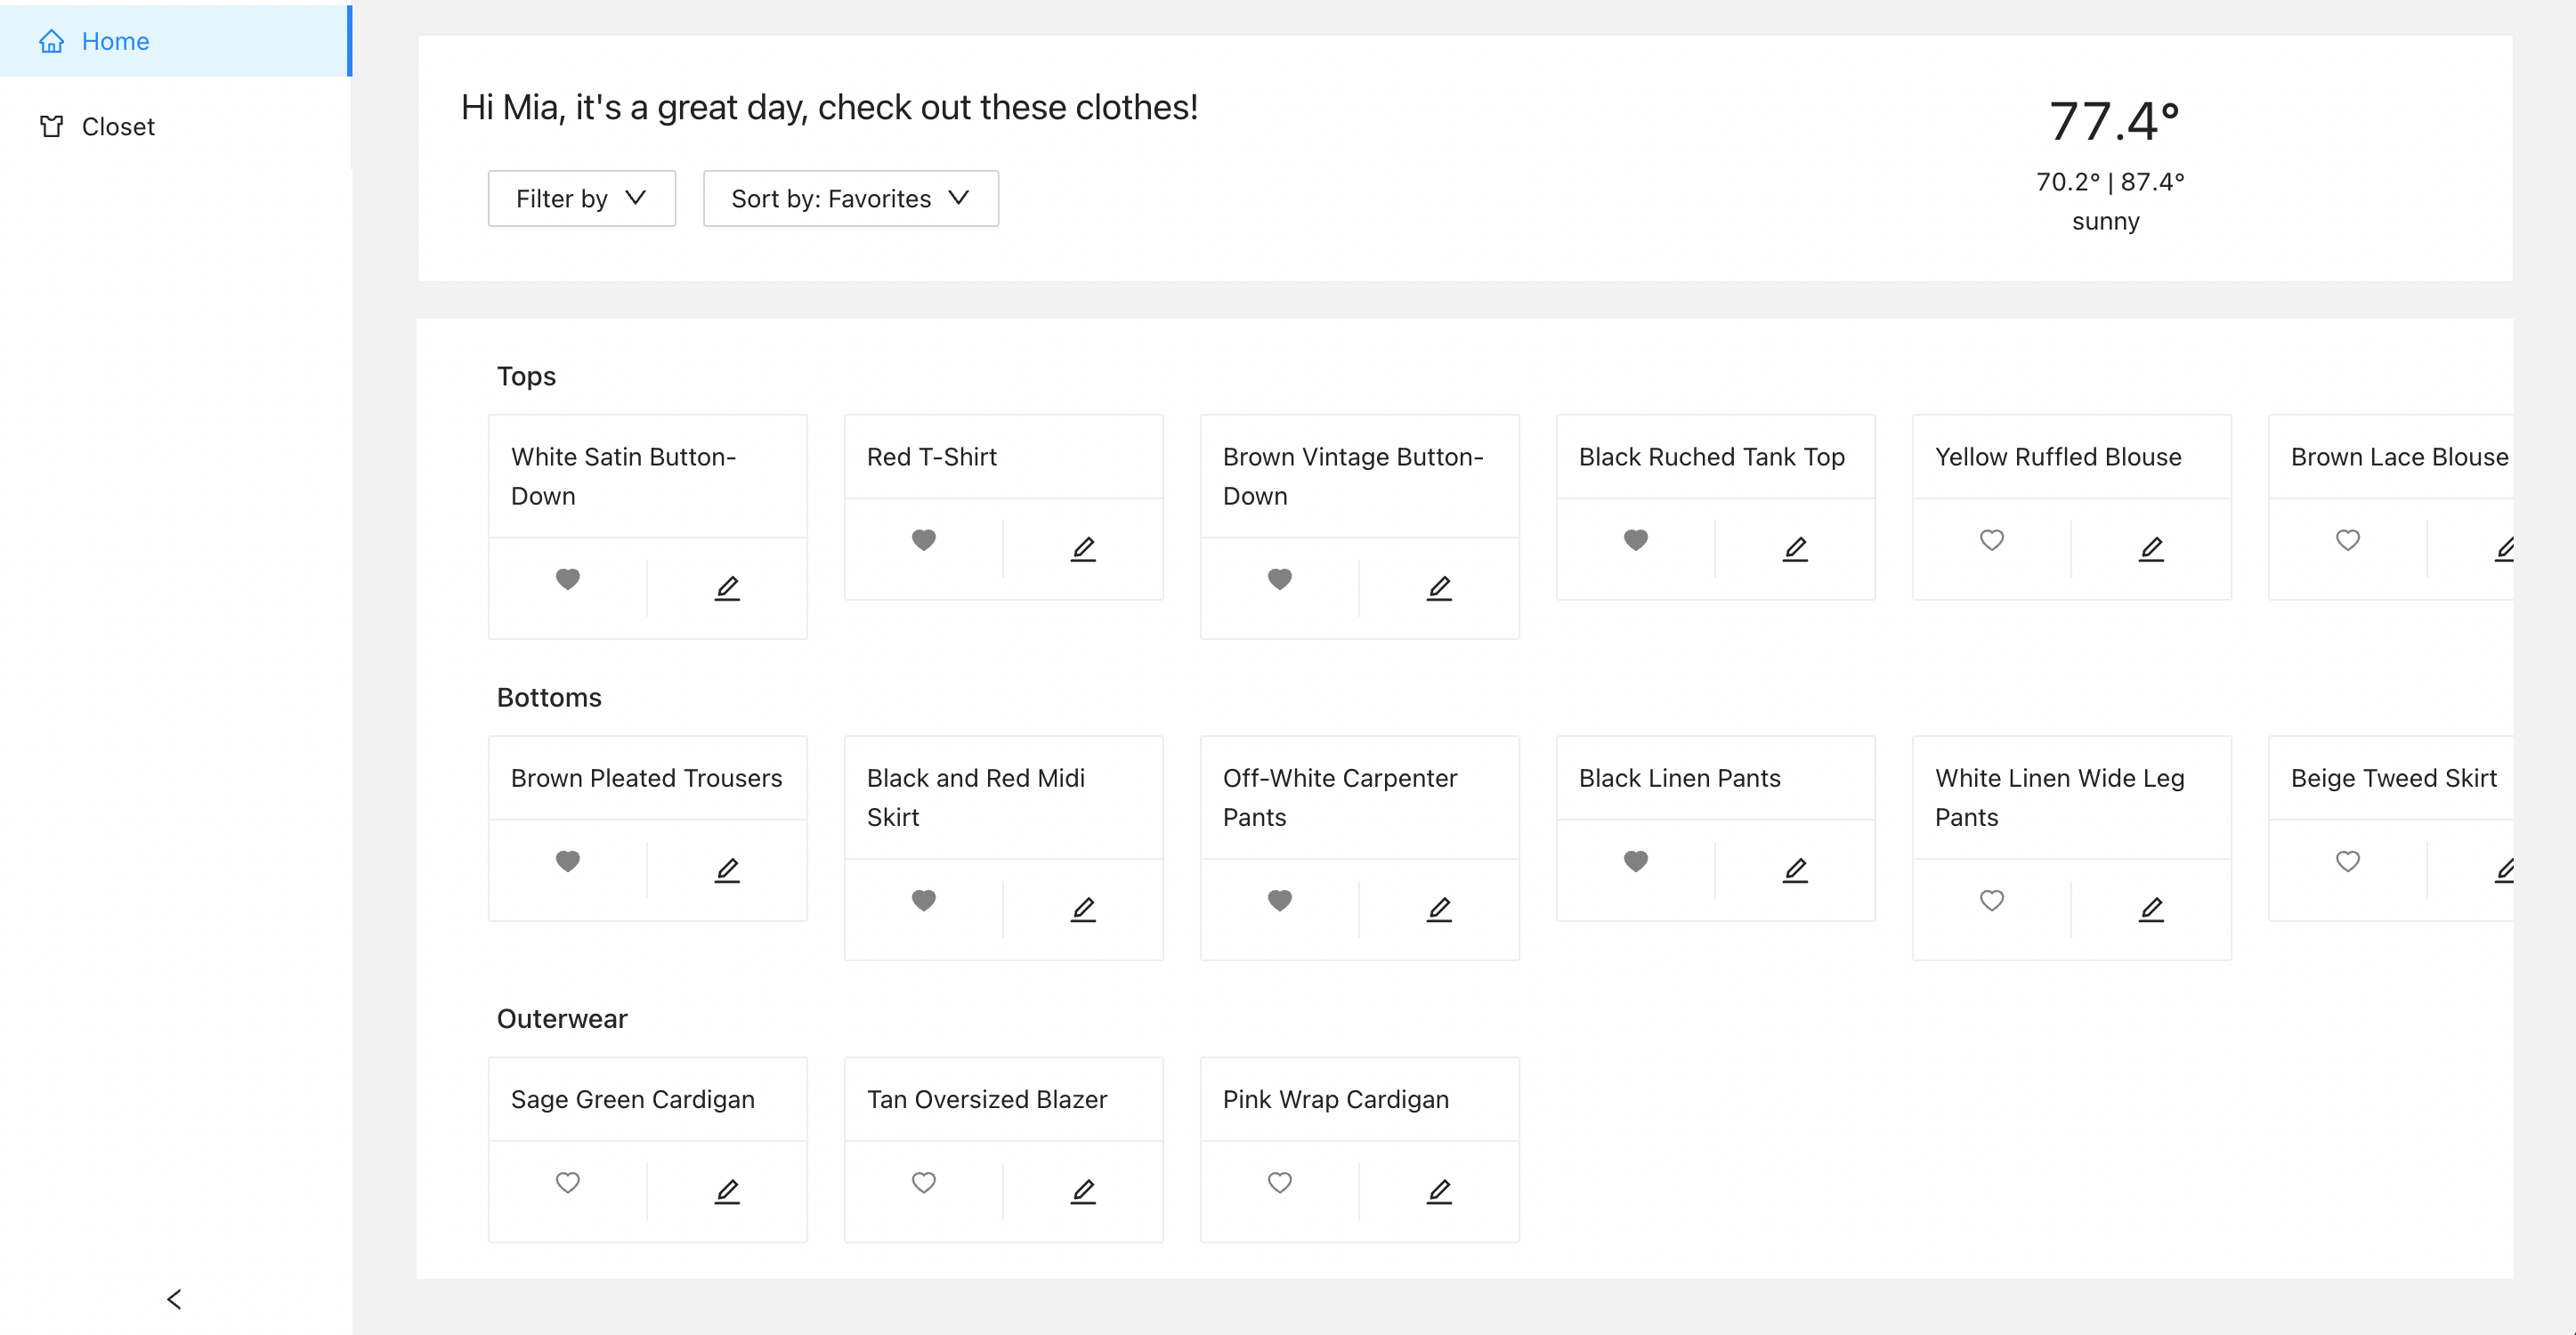 Home
Closet
Hi Mia, it's a great day, check out these clothes!
Filter by
Sort by: Favorites
77.4°
70.2° | 87.4°
sunny
Tops
White Satin Button-
Down
Red T-Shirt
Brown Vintage Button-
Down
Black Ruched Tank Top
Yellow Ruffled Blouse
Brown Lace Blouse
Bottoms
Brown Pleated Trousers
Black and Red Midi
Skirt
Off-White Carpenter
Pants
Black Linen Pants
White Linen Wide Leg
Pants
Beige Tweed Skirt
Outerwear
Sage Green Cardigan
Tan Oversized Blazer
Pink Wrap Cardigan